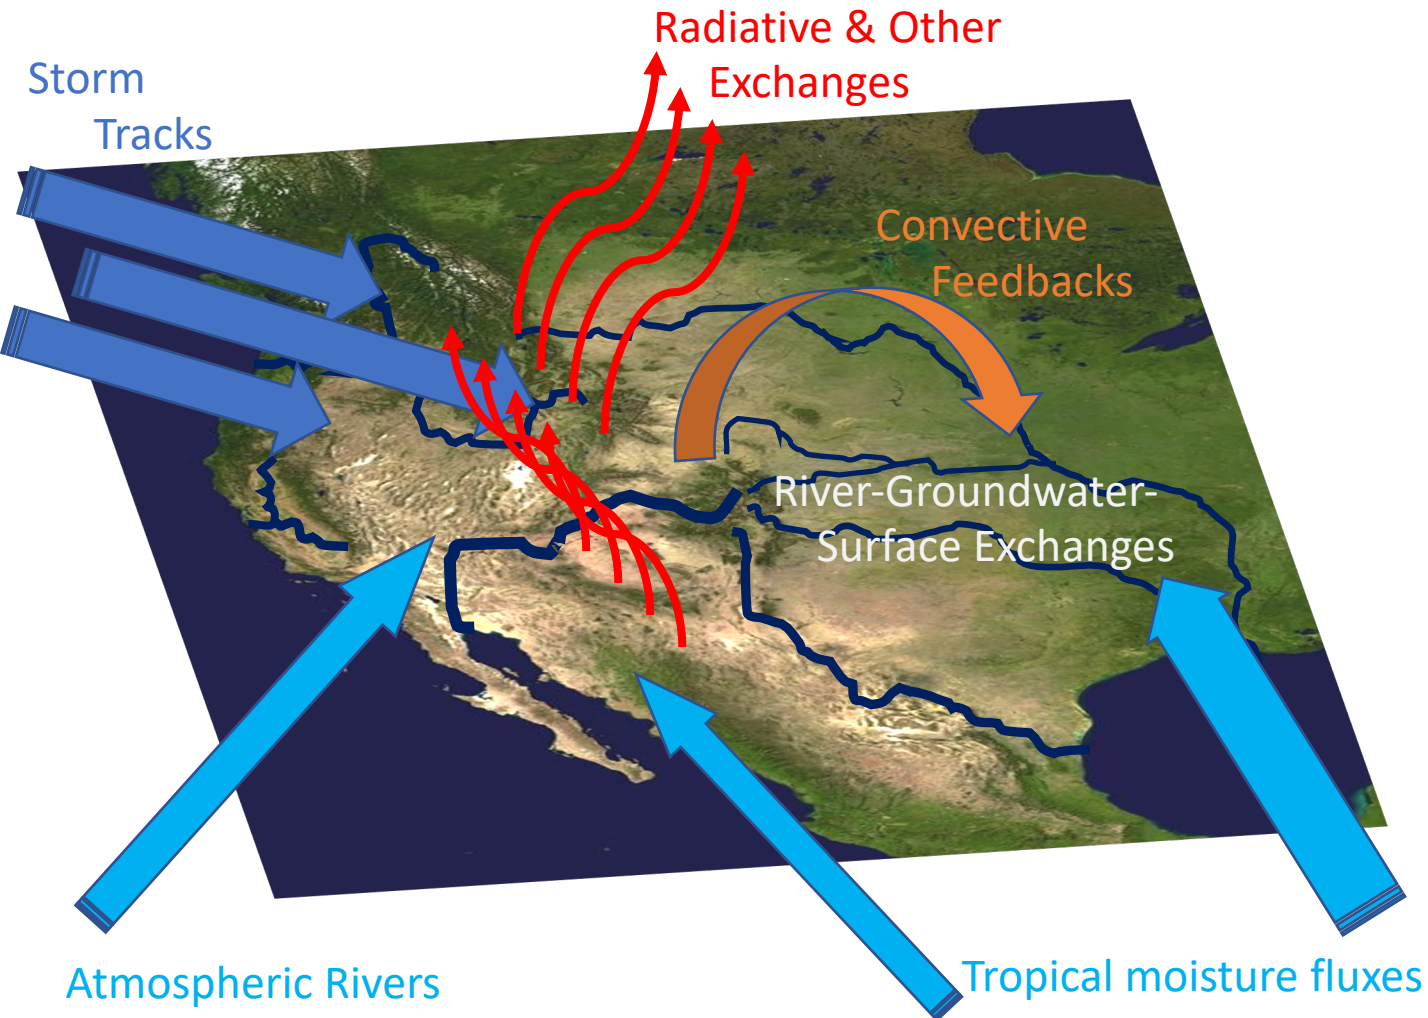 Radiative & Other
Exchanges
Storm
Tracks
Convective
Feedbacks
River-Groundwater-
Surface Exchanges
Atmospheric Rivers
Tropical moisture fluxes